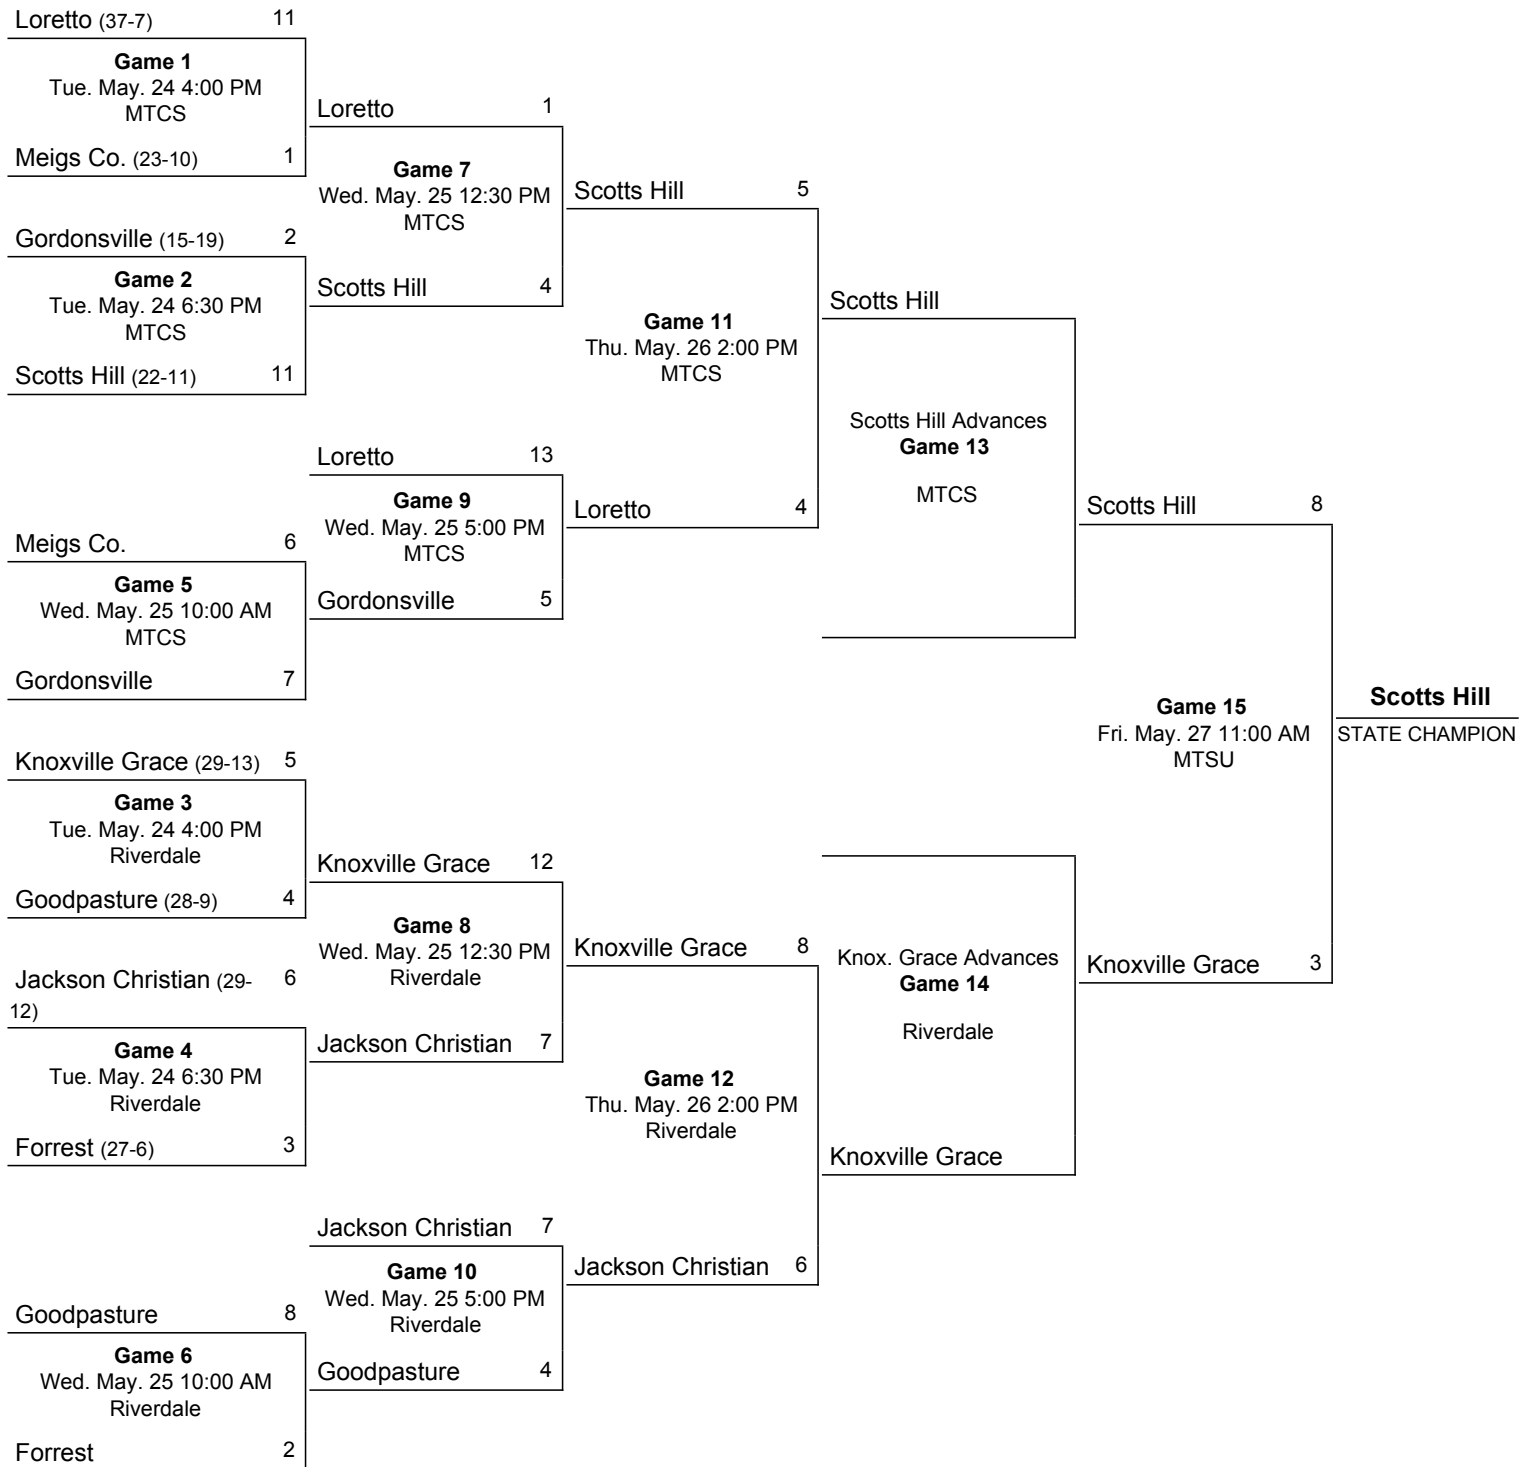 Loretto (37-7) 11
Game 1
Tue. May. 24 4:00 PM
MTCS
Meigs Co. (23-10) 1
Gordonsville (15-19) 2
Game 2
Tue. May. 24 6:30 PM
MTCS
Scotts Hill (22-11) 11
Meigs Co. 6
Game 5
Wed. May. 25 10:00 AM
MTCS
Gordonsville 7
Knoxville Grace (29-13) 5
Game 3
Tue. May. 24 4:00 PM
Riverdale
Goodpasture (28-9) 4
Jackson Christian (29- 6
12)
Game 4
Tue. May. 24 6:30 PM
Riverdale
Forrest (27-6) 3
Goodpasture 8
Game 6
Wed. May. 25 10:00 AM
Riverdale
Forrest 2
Loretto 1
Game 7
Wed. May. 25 12:30 PM
MTCS
Scotts Hill 4
Loretto 13
Game 9
Wed. May. 25 5:00 PM
MTCS
Gordonsville 5
Knoxville Grace 12
Game 8
Wed. May. 25 12:30 PM
Riverdale
Jackson Christian 7
Jackson Christian 7
Game 10
Wed. May. 25 5:00 PM
Riverdale
Goodpasture 4
Scotts Hill 5
Game 11
Thu. May. 26 2:00 PM
MTCS
Loretto 4
Knoxville Grace 8
Game 12
Thu. May. 26 2:00 PM
Riverdale
Jackson Christian 6
Scotts Hill
Scotts Hill Advances
Game 13
MTCS
Knox. Grace Advances
Game 14
Riverdale
Knoxville Grace
Scotts Hill 8
Game 15
Fri. May. 27 11:00 AM
MTSU
Knoxville Grace 3
Scotts Hill
STATE CHAMPION